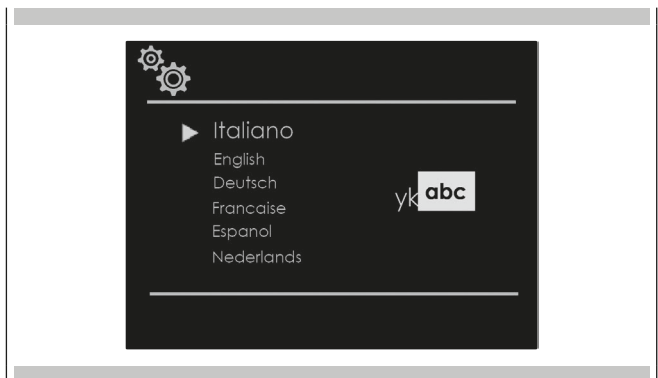 Italiano
English
Deutsch
Francaise
yk abc
Espanol
Nederlands